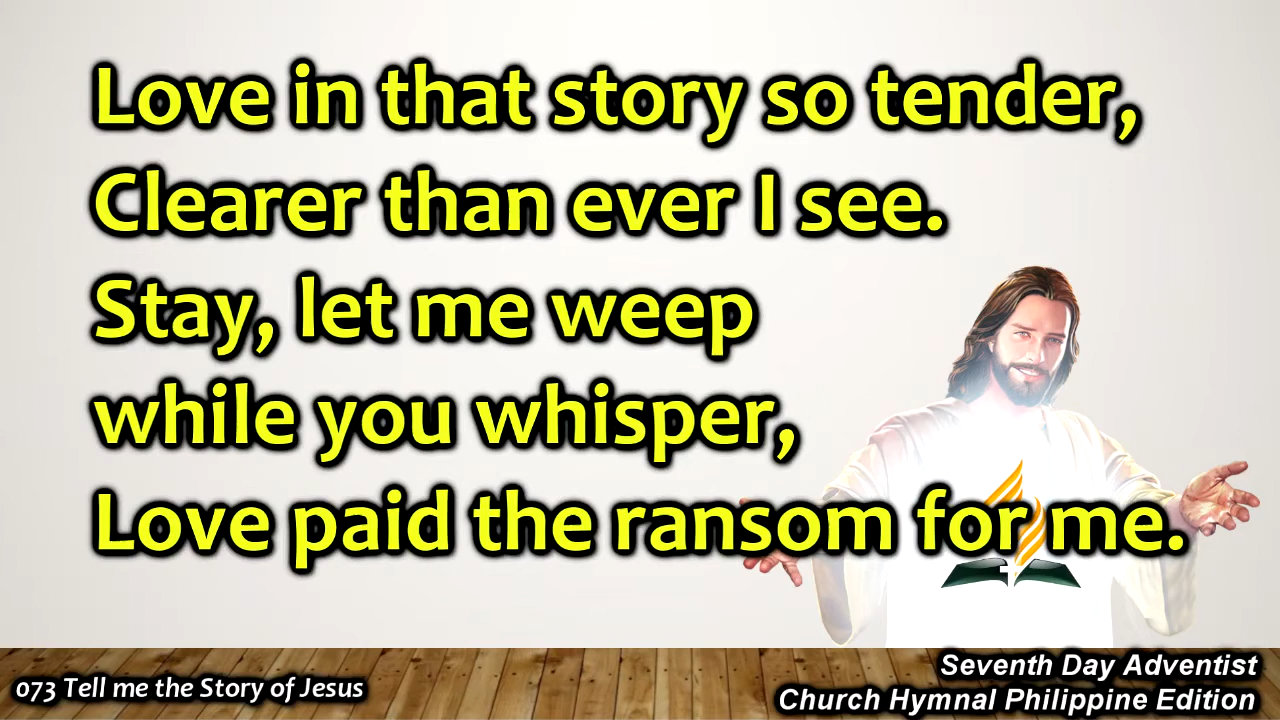 Love in that story so tender,
Clearer than ever I see.
Stay, let me weep
while you whisper,
Love paid the ransom for me.
073 Tell me the Story of Jesus
Seventh Day Adventist
Church Hymnal Philippine Edition